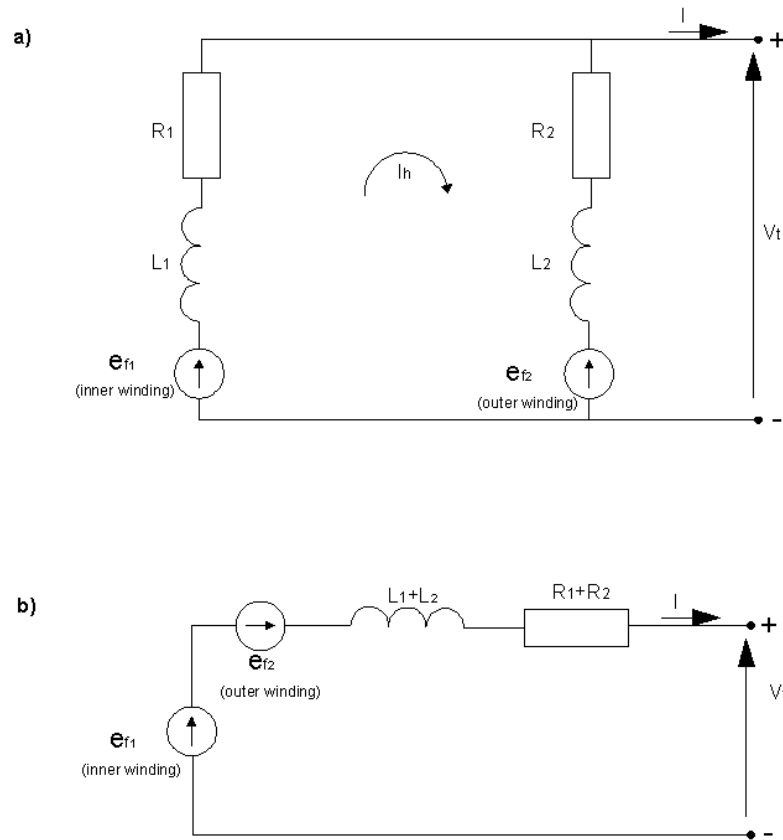 a)
I
+
R1
R2
Ih
L1
L2
Vt
ef1
(inner winding)
ef2
(outer winding)
-
b)
L1+L2
R1+R2
I
+
ef2
(outer winding)
ef1
(inner winding)
-